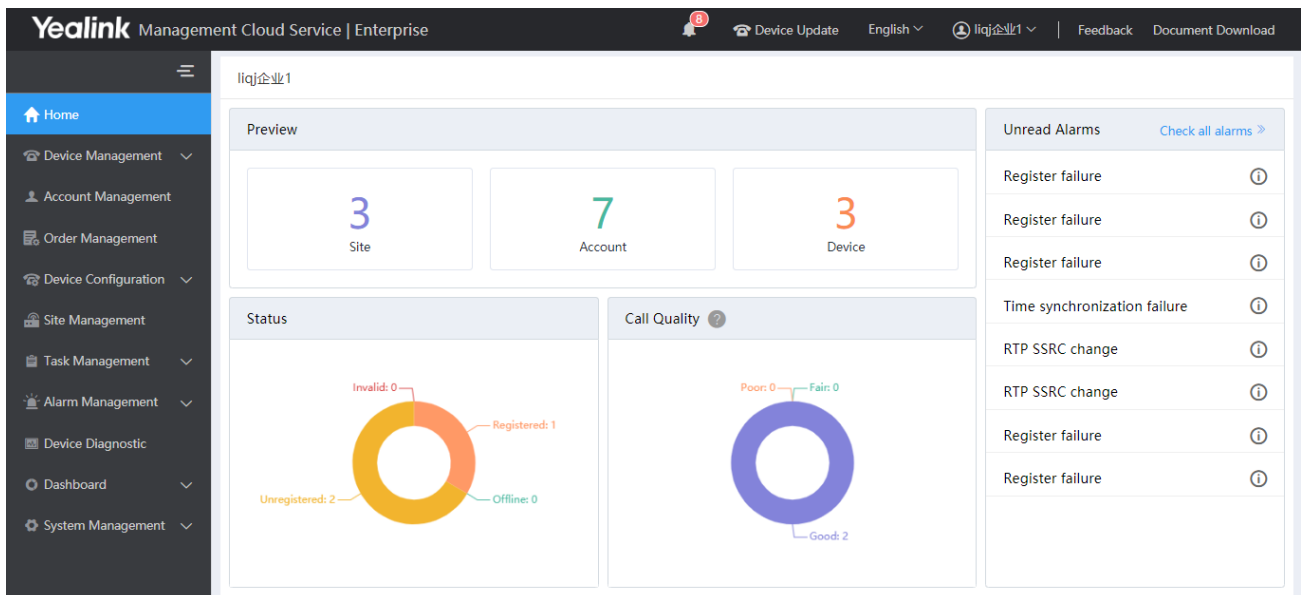 Yealink Management Cloud Service | Enterprise
8
Device Update
English
liqj企业1
Feedback
Document Download
Home
Device Management
Account Management
Order Management
Device Configuration
Site Management
Task Management
Alarm Management
Device Diagnostic
Dashboard
System Management
liqj企业1
Preview
3
Site
7
Account
3
Device
Status
Invalid: 0
Registered: 1
Unregistered: 2
Offline: 0
Call Quality ?
Poor: 0
Fair: 0
Good: 2
Unread Alarms
Check all alarms
Register failure
Register failure
Register failure
Time synchronization failure
RTP SSRC change
RTP SSRC change
Register failure
Register failure